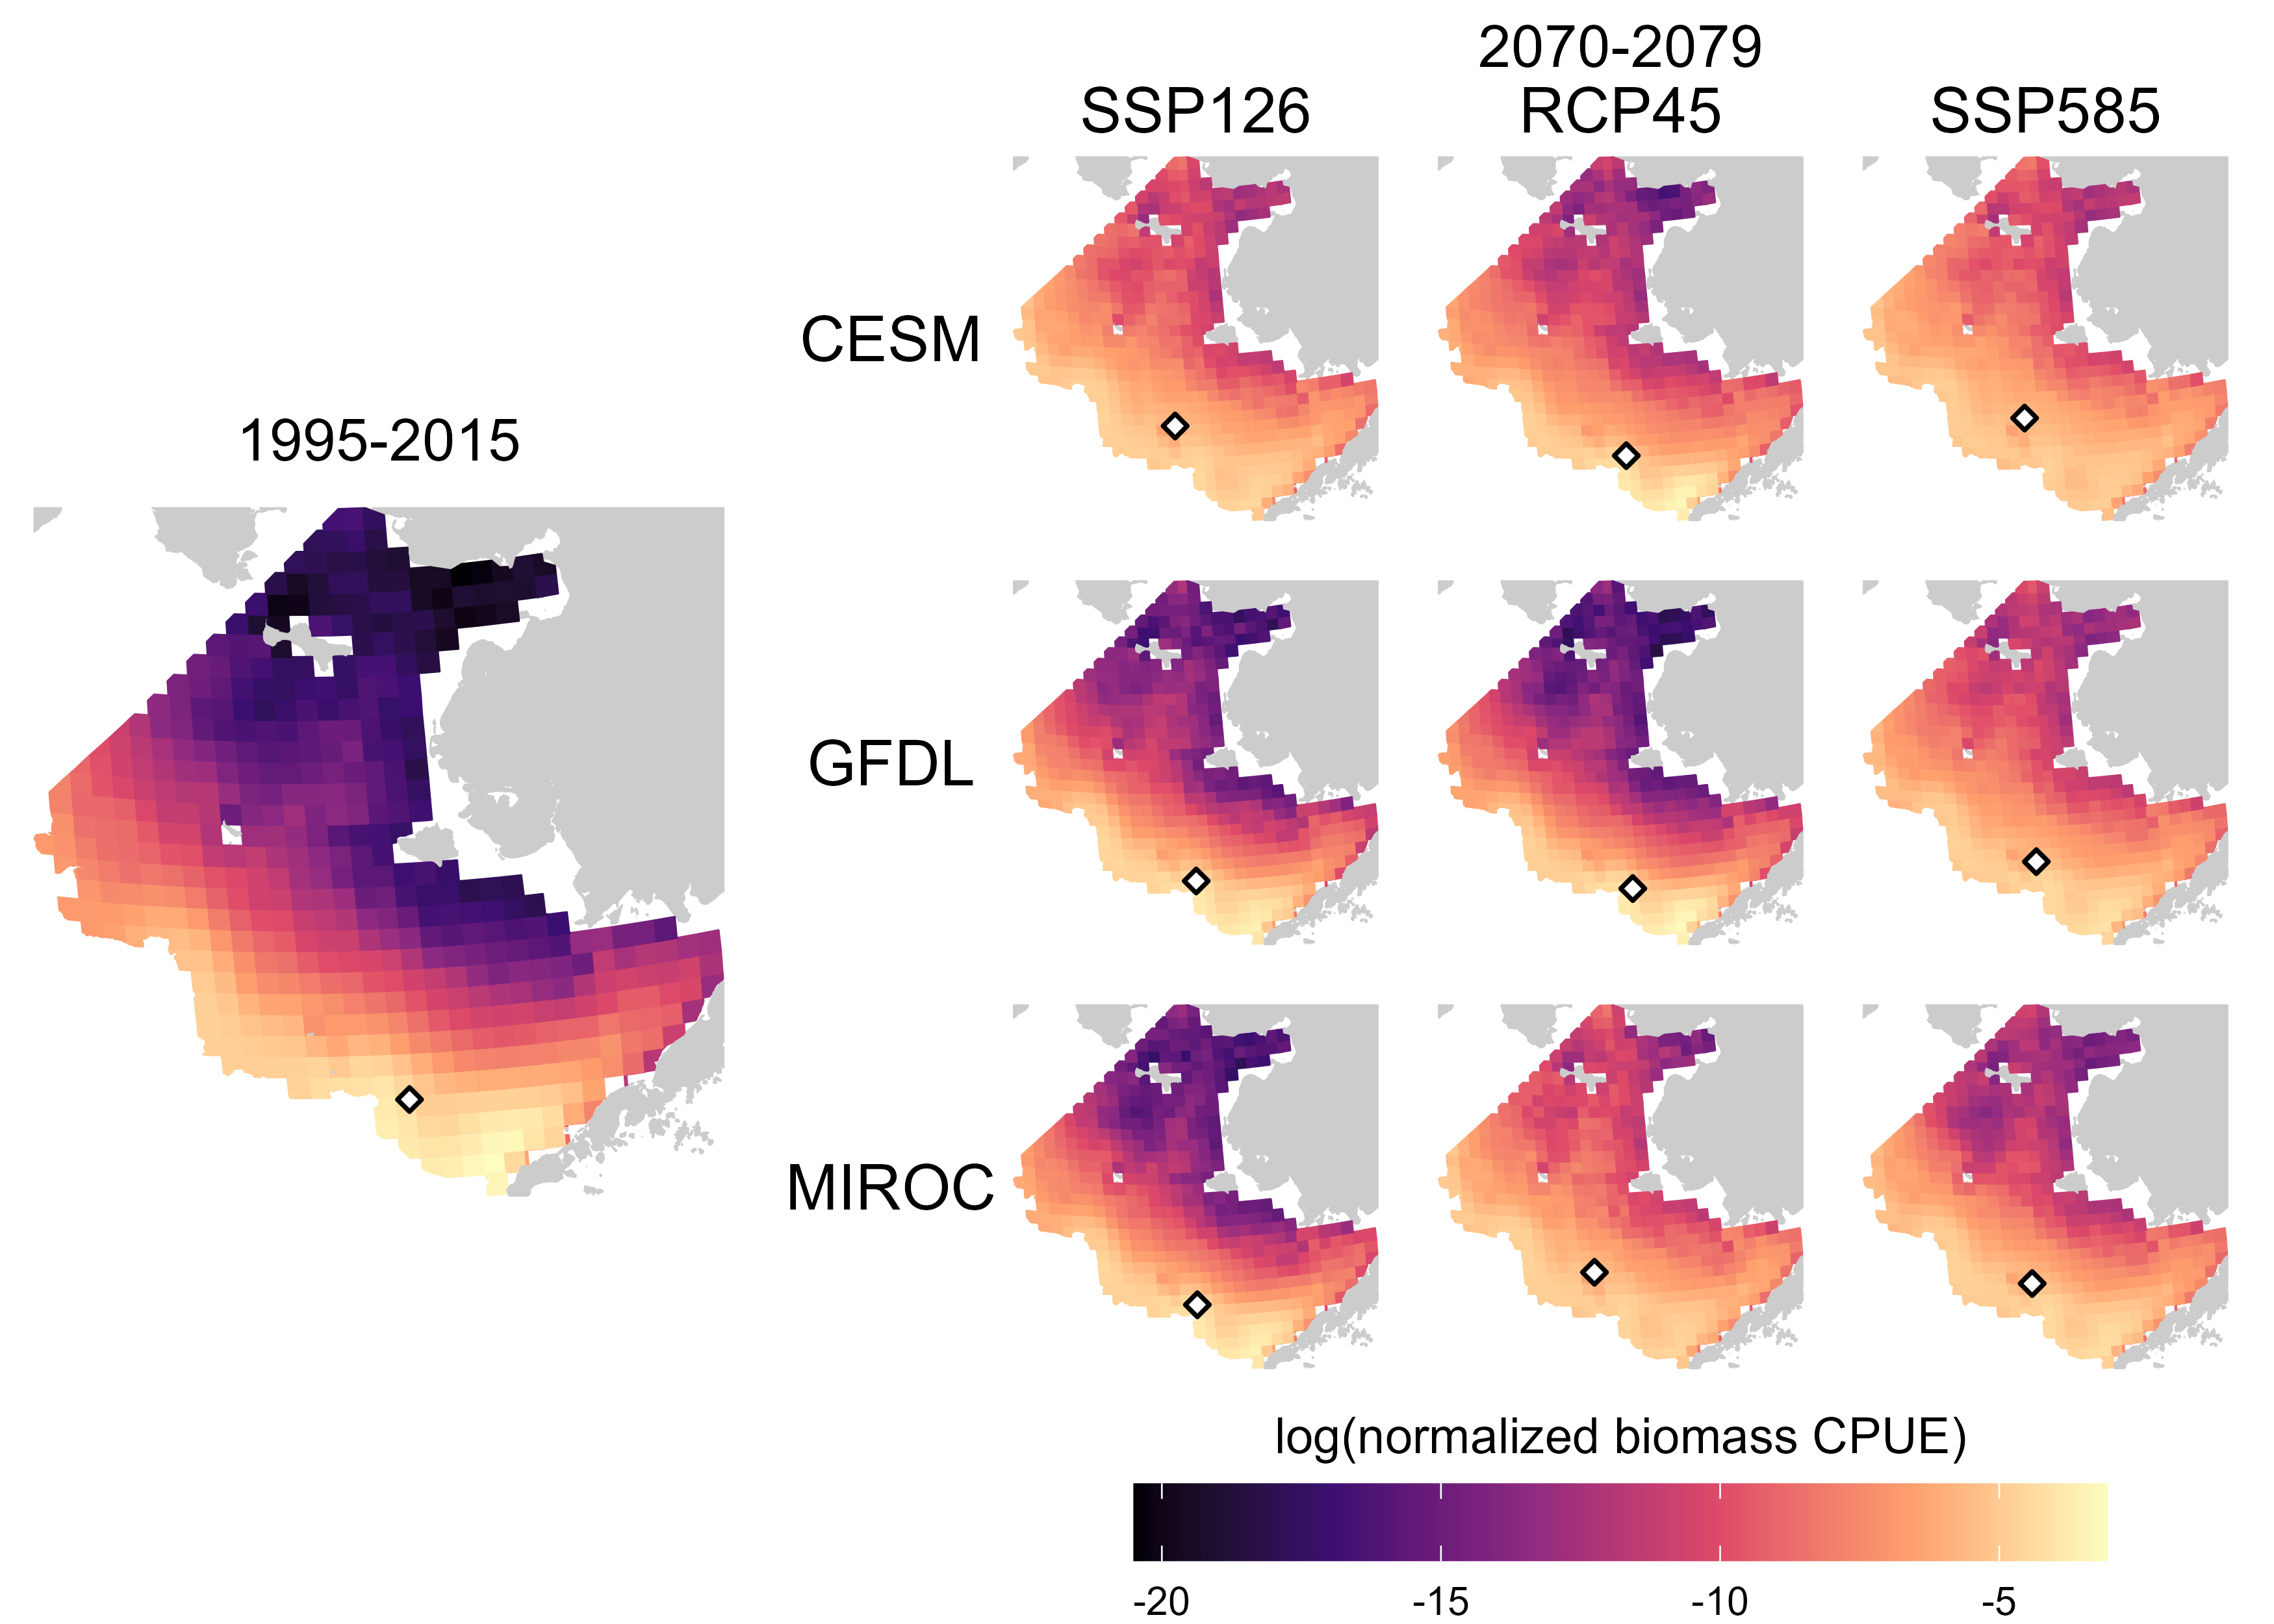 2070-2079
SSP126 RCP45 SSP585
CESM
1995-2015
GFDL
MIROC
log(normalized biomass CPUE)
-20 -15 -10 -5